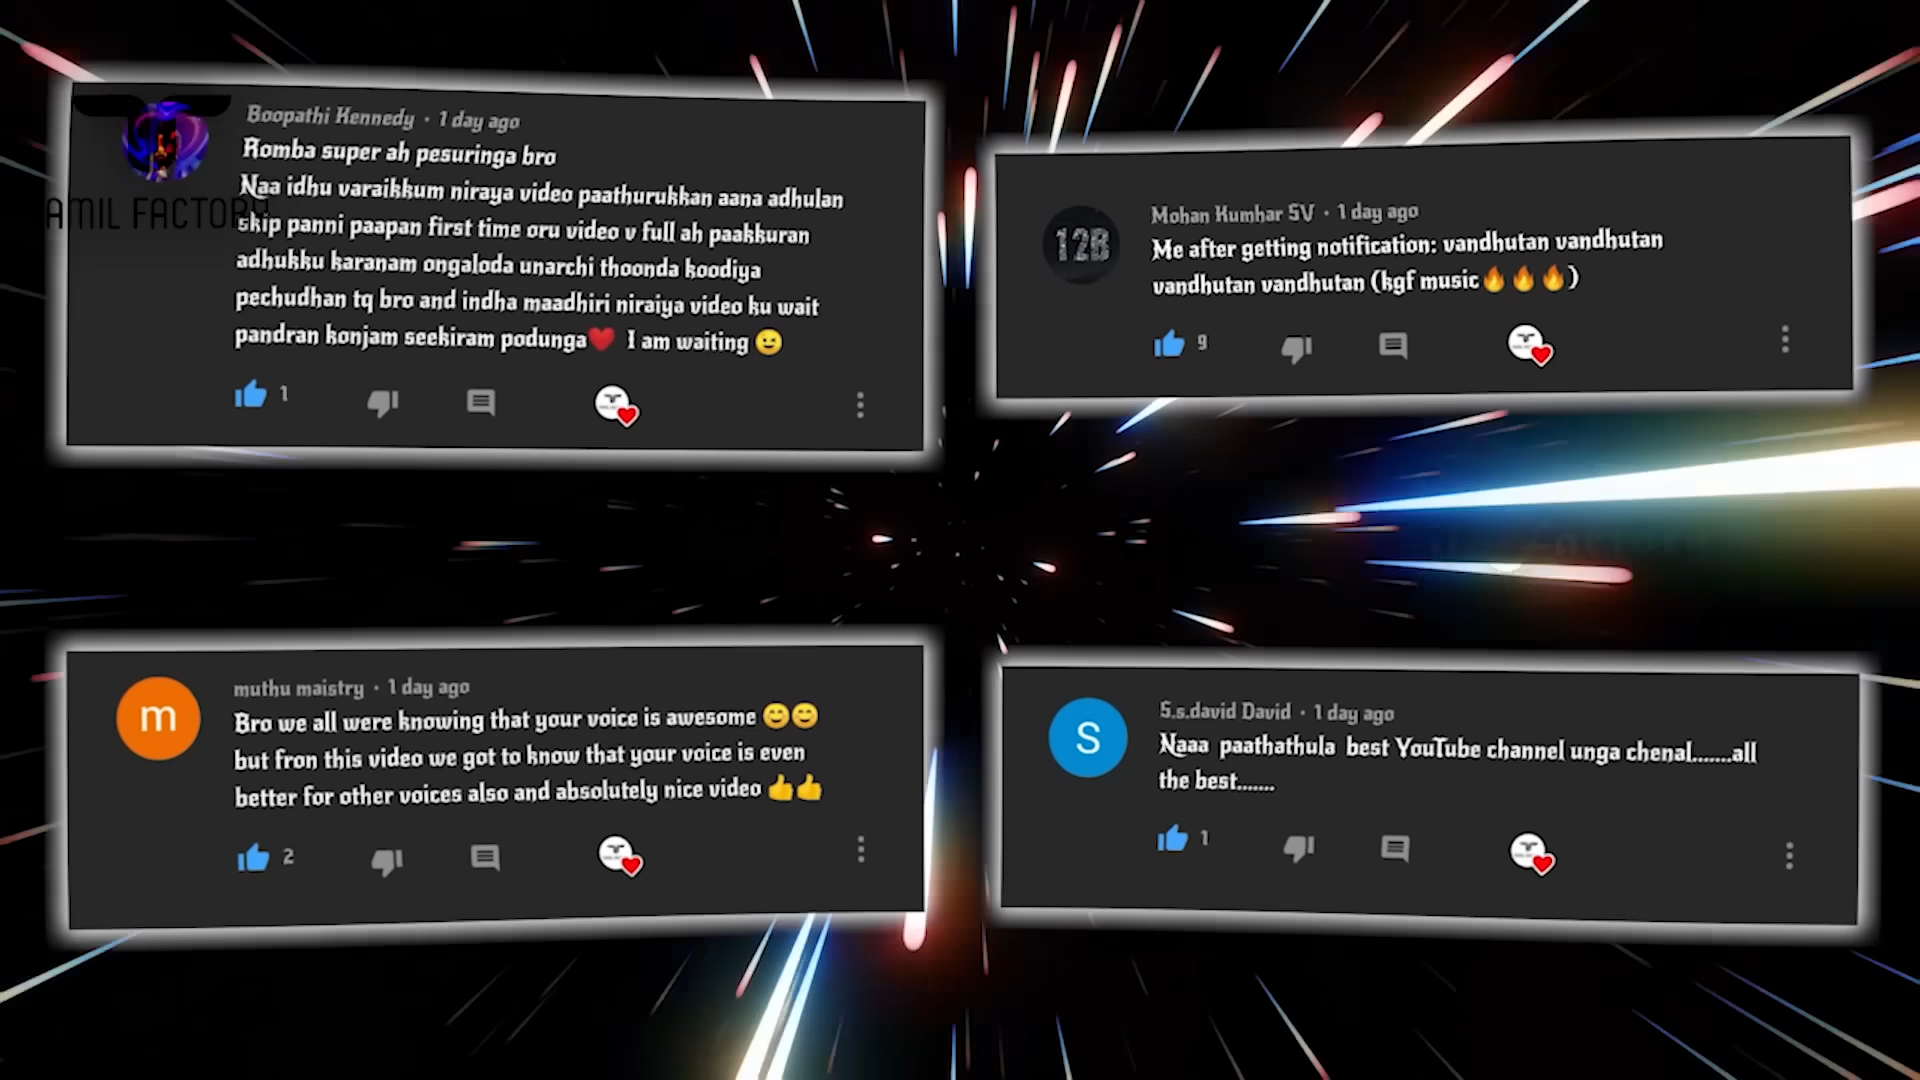 Boopathi Kennedy · 1 day ago
Romba super ah pesuringa bro
Naa idhu varaikkum niraya video paathurukkan aana adhulan
skip panni paapan first time oru video v full ah paakkuran
adhukku karanam ongaloda unarchi thoonda koodiya
pechudhan tq bro and indha maadhiri niraiya video ku wait
pandran konjam seekiram podunga❤️ I am waiting 😉
1
AMIL FACTORY
Mohan Kumhar SV · 1 day ago
12B
Me after getting notification: vandhutan vandhutan
vandhutan vandhutan (kgf music🔥🔥🔥)
9
muthu maistry · 1 day ago
m
Bro we all were knowing that your voice is awesome 😊😊
but fron this video we got to know that your voice is even
better for other voices also and absolutely nice video 👍👍
2
S.s.david David · 1 day ago
S
Naaa paathathula best YouTube channel unga chenal.......all
the best.......
1